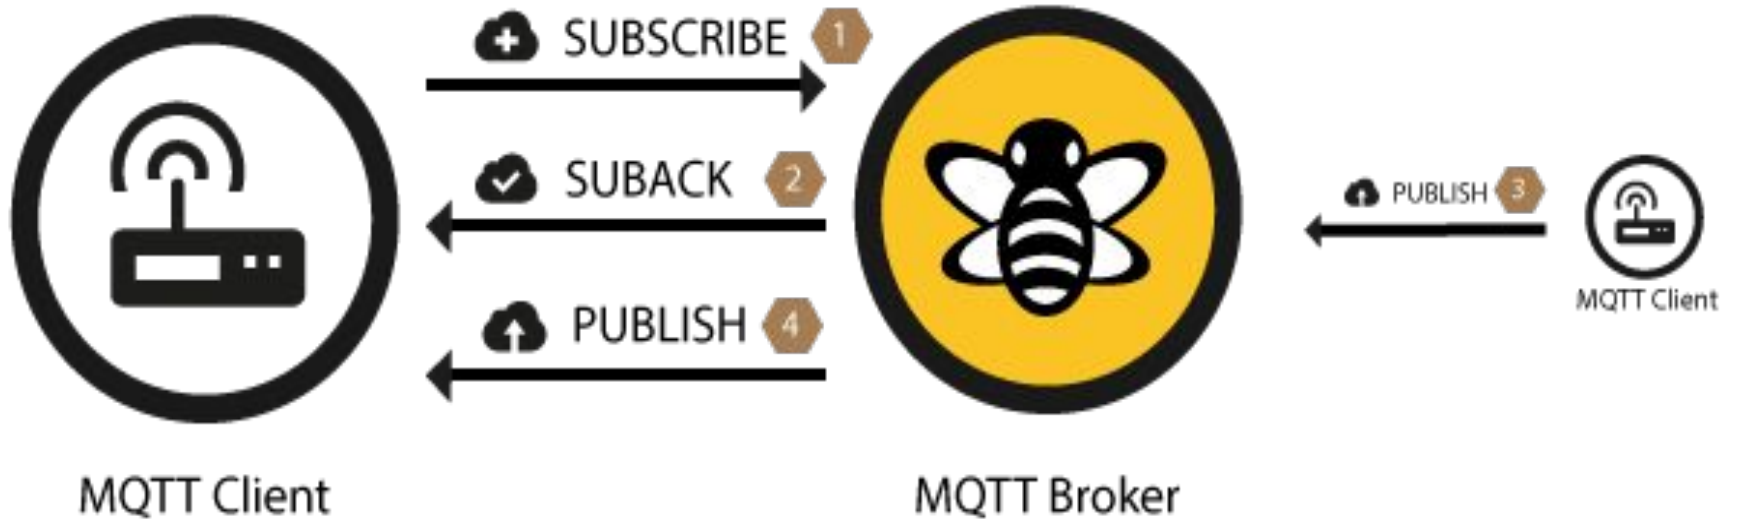 SUBSCRIBE 1
SUBACK 2
PUBLISH 3
MQTT Client
PUBLISH 4
MQTT Client
MQTT Broker